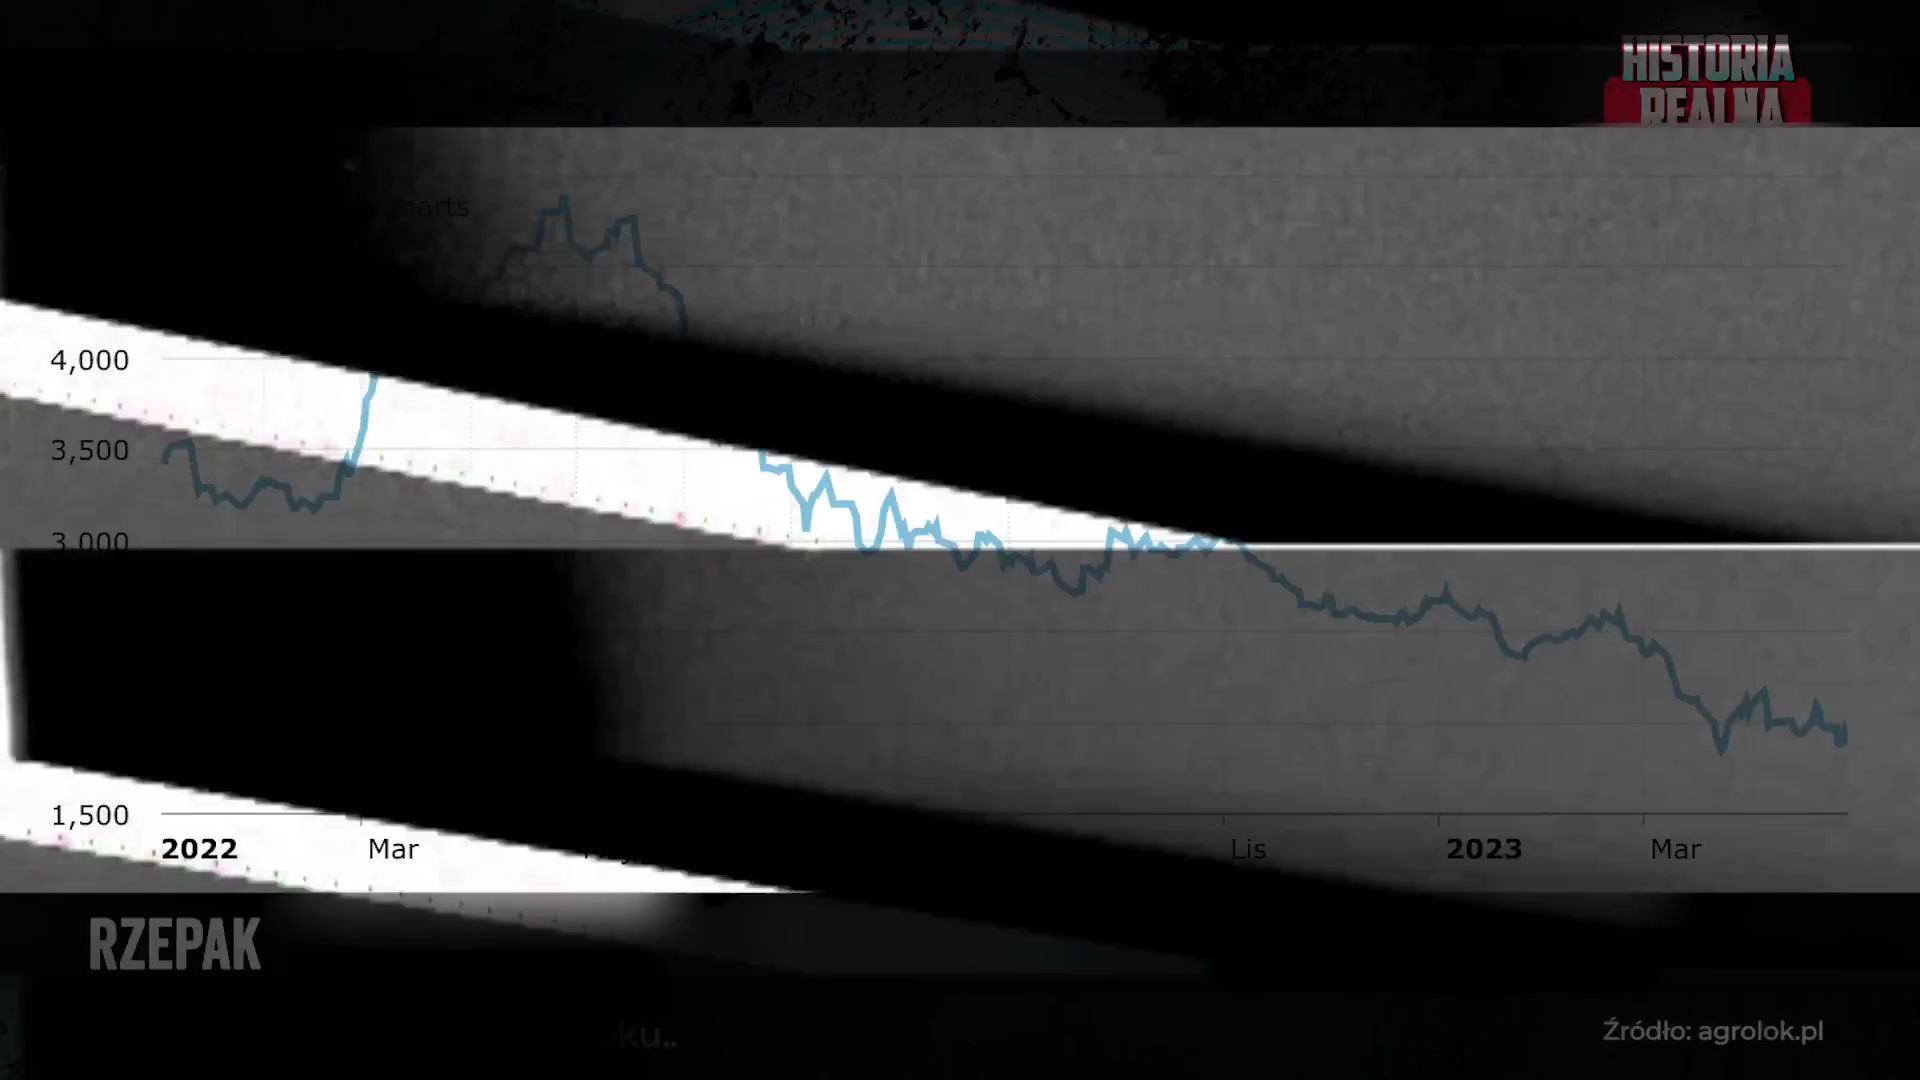 HISTORIA
REALNA
4,000
3,500
3,000
1,500
2022
Mar
Lis
2023
Mar
RZEPAK
ku..
Źródło: agrolok.pl